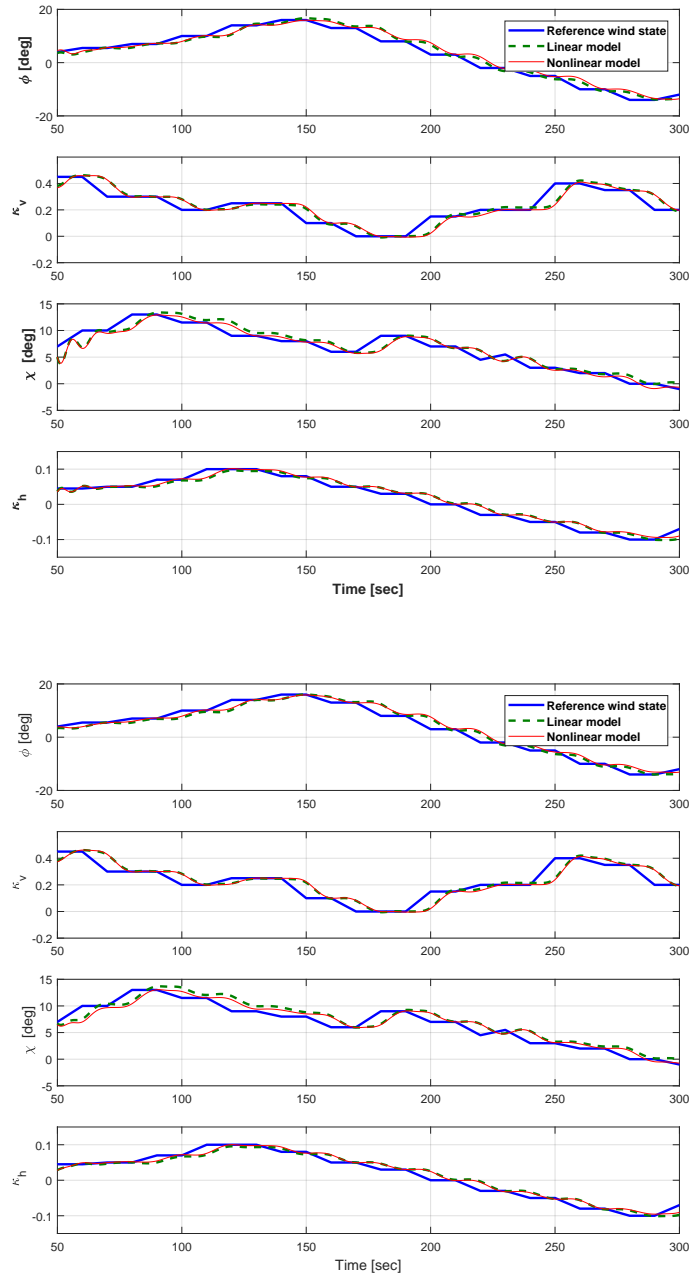 20
0
-20
ϕ [deg]
Reference wind state
Linear model
Nonlinear model
50 100 150 200 250 300
0.4
0.2
0
-0.2
κv
50 100 150 200 250 300
15
10
5
0
-5
χ [deg]
50 100 150 200 250 300
0.1
0
-0.1
κh
50 100 150 200 250 300
Time [sec]
20
0
-20
ϕ [deg]
Reference wind state
Linear model
Nonlinear model
50 100 150 200 250 300
0.4
0.2
0
-0.2
κv
50 100 150 200 250 300
15
10
5
0
-5
χ [deg]
50 100 150 200 250 300
0.1
0
-0.1
κh
50 100 150 200 250 300
Time [sec]